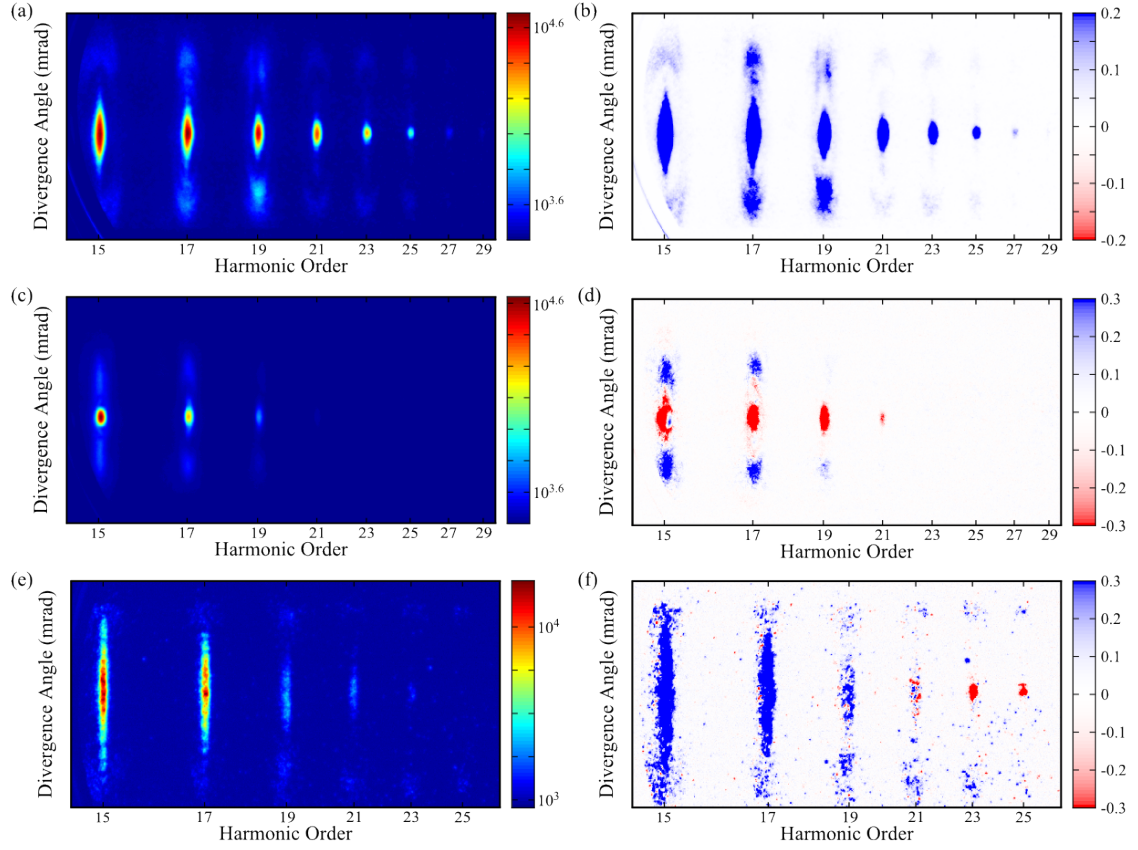 (a)
Divergence Angle (mrad)
15 17 19 21 23 25 27 29
Harmonic Order
10^4.6
10^3.6
(b)
Divergence Angle (mrad)
15 17 19 21 23 25 27 29
Harmonic Order
0.2
0.1
0
-0.1
-0.2
(c)
Divergence Angle (mrad)
15 17 19 21 23 25 27 29
Harmonic Order
10^4.6
10^3.6
(d)
Divergence Angle (mrad)
15 17 19 21 23 25 27 29
Harmonic Order
0.3
0.2
0.1
0
-0.1
-0.2
-0.3
(e)
Divergence Angle (mrad)
15 17 19 21 23 25
Harmonic Order
10^4
10^3
(f)
Divergence Angle (mrad)
15 17 19 21 23 25
Harmonic Order
0.3
0.2
0.1
0
-0.1
-0.2
-0.3